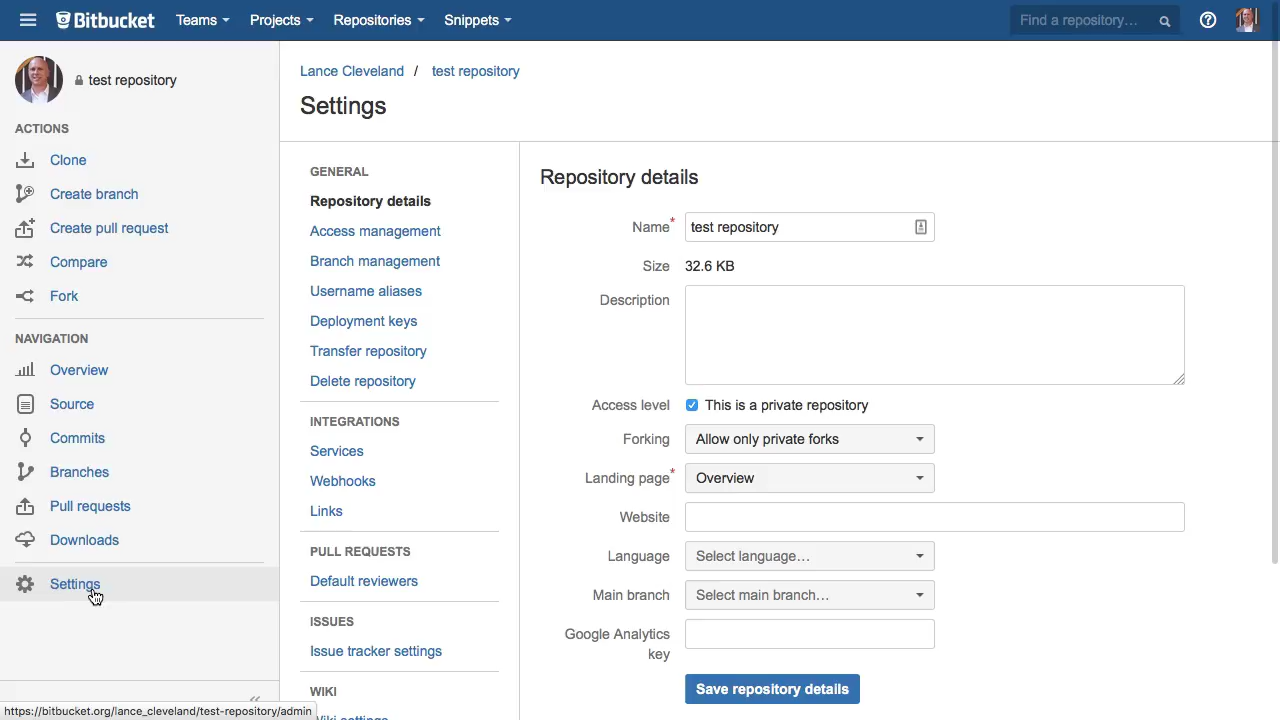 Bitbucket Teams Projects Repositories Snippets Find a repository…
test repository
ACTIONS
Clone
Create branch
Create pull request
Compare
Fork
NAVIGATION
Overview
Source
Commits
Branches
Pull requests
Downloads
Settings
https://bitbucket.org/lance_cleveland/test-repository/admin
Lance Cleveland / test repository
Settings
GENERAL
Repository details
Access management
Branch management
Username aliases
Deployment keys
Transfer repository
Delete repository
INTEGRATIONS
Services
Webhooks
Links
PULL REQUESTS
Default reviewers
ISSUES
Issue tracker settings
WIKI
Wiki settings
Repository details
Name* test repository
Size 32.6 KB
Description
Access level This is a private repository
Forking Allow only private forks
Landing page* Overview
Website
Language Select language…
Main branch Select main branch…
Google Analytics
key
Save repository details